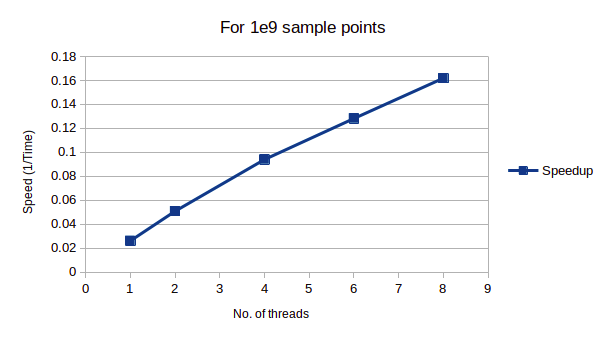 For 1e9 sample points
0.18
0.16
0.14
0.12
0.1
0.08
0.06
0.04
0.02
0
Speed (1/Time)
0 1 2 3 4 5 6 7 8 9
No. of threads
Speedup